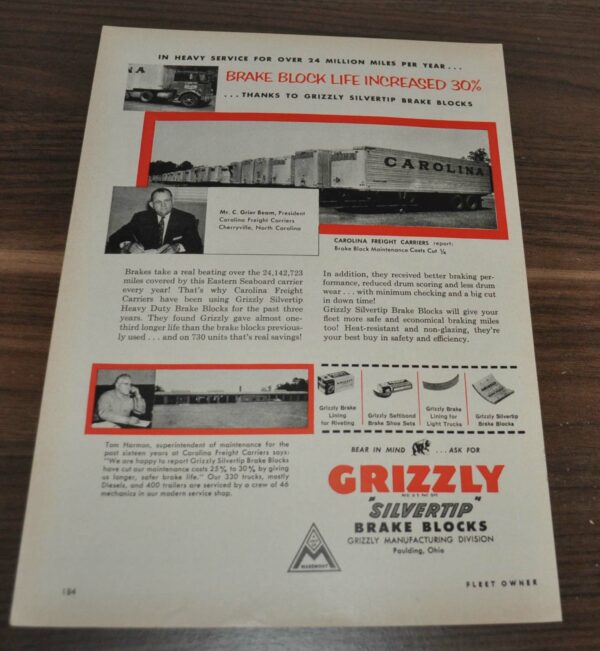 IN HEAVY SERVICE FOR OVER 24 MILLION MILES PER YEAR...
BRAKE BLOCK LIFE INCREASED 30%
...THANKS TO GRIZZLY SILVERTIP BRAKE BLOCKS
NA
CAROLINA
Mr. C. Grier Beam, President
Carolina Freight Carriers
Cherryville, North Carolina
CAROLINA FREIGHT CARRIERS report:
Brake Block Maintenance Costs Cut ¼
Brakes take a real beating over the 24,142,723
miles covered by this Eastern Seaboard carrier
every year! That's why Carolina Freight
Carriers have been using Grizzly Silvertip
Heavy Duty Brake Blocks for the past three
years. They found Grizzly gave almost one-
third longer life than the brake blocks previous-
ly used ... and on 730 units that's real savings!
In addition, they received better braking per-
formance, reduced drum scoring and less drum
wear ... with minimum checking and a big cut
in down time!
Grizzly Silvertip Brake Blocks will give your
fleet more safe and economical braking miles
too! Heat-resistant and non-glazing, they're
your best buy in safety and efficiency.
Tom Harmon, superintendent of maintenance for the
past sixteen years at Carolina Freight Carriers says:
"We are happy to report Grizzly Silvertip Brake Blocks
have cut our maintenance costs 25% to 30% by giving
us longer, safer brake life." Our 330 trucks, mostly
Diesels, and 400 trailers are serviced by a crew of 46
mechanics in our modern service shop.
Grizzly Brake
Lining
for Riveting
Grizzly Saftibond
Brake Shoe Sets
Grizzly Brake
Lining for
Light Trucks
Grizzly Silvertip
Brake Blocks
BEAR IN MIND ...ASK FOR
GRIZZLY
REG. U.S. PAT. OFF.
"SILVERTIP"
BRAKE BLOCKS
GRIZZLY MANUFACTURING DIVISION
Paulding, Ohio
MAREMONT
184
FLEET OWNER